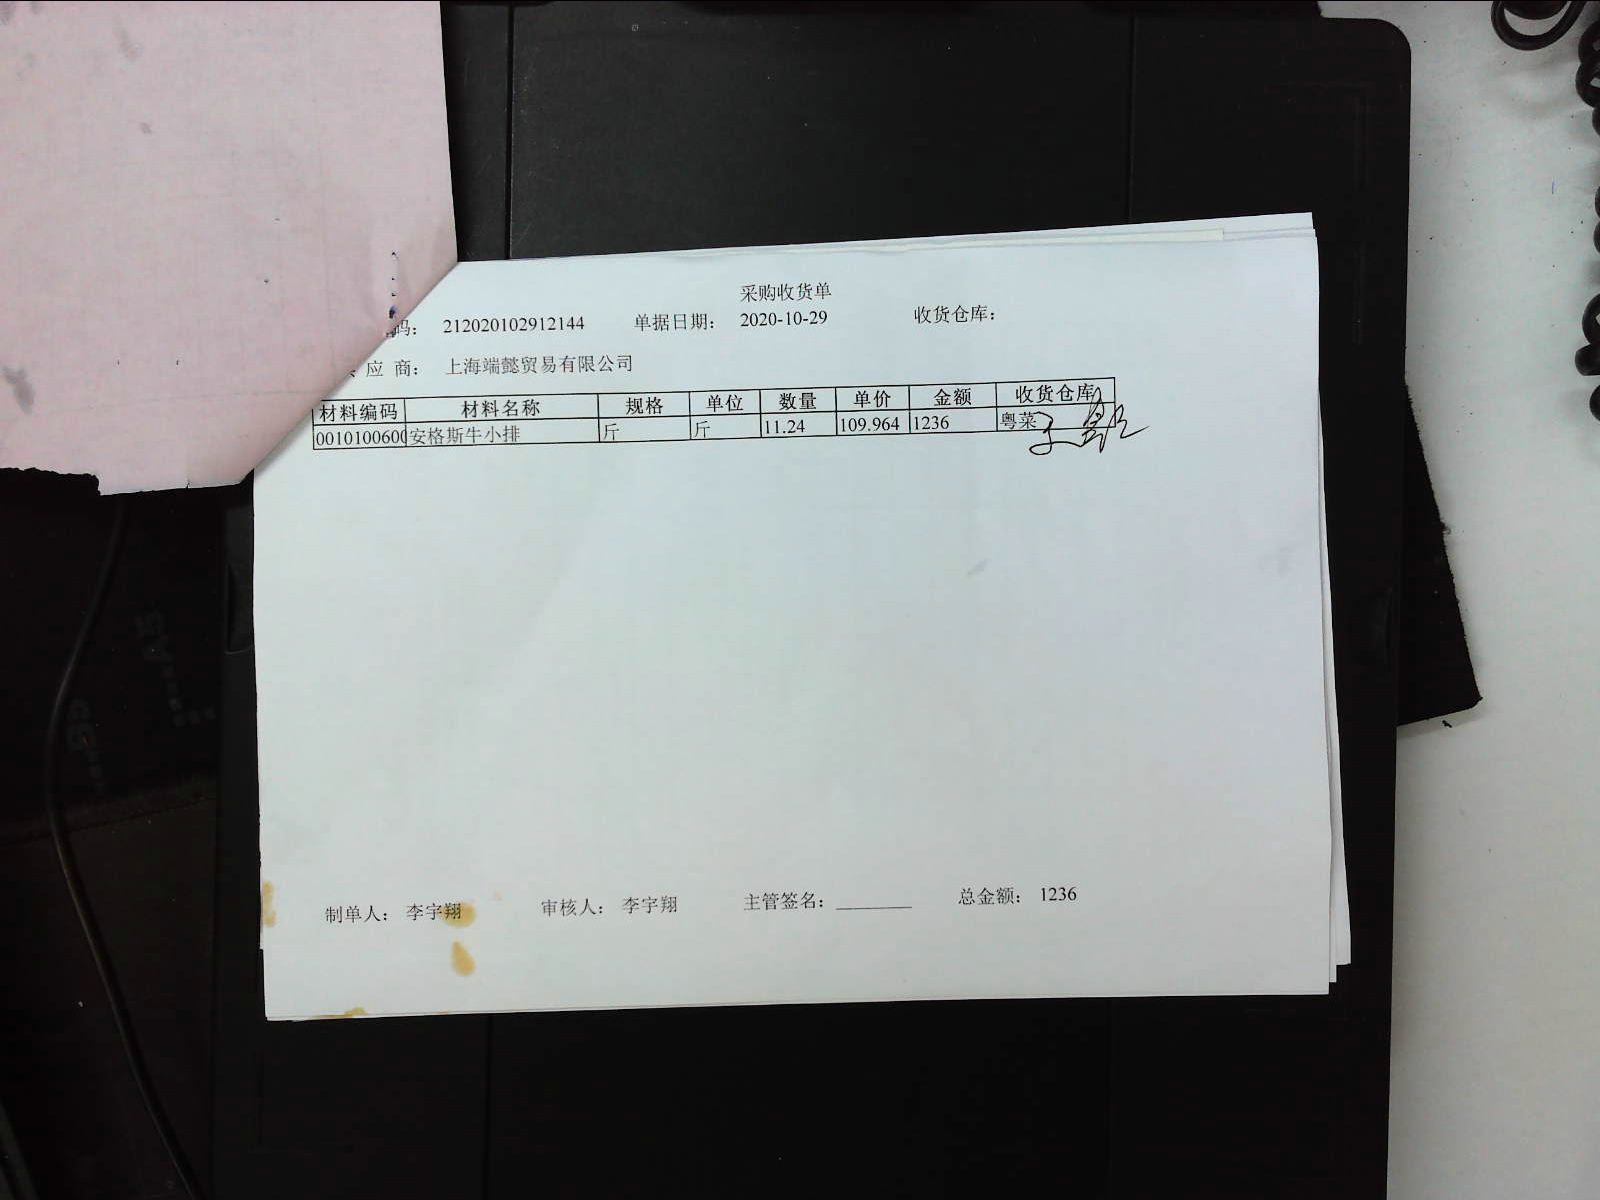 采购收货单
码： 212020102912144 单据日期： 2020-10-29 收货仓库：
应 商： 上海端懿贸易有限公司
材料编码 材料名称 规格 单位 数量 单价 金额 收货仓库
0010100600 安格斯牛小排 斤 斤 11.24 109.964 1236 粤菜
制单人： 李宇翔 审核人： 李宇翔 主管签名： ________ 总金额： 1236